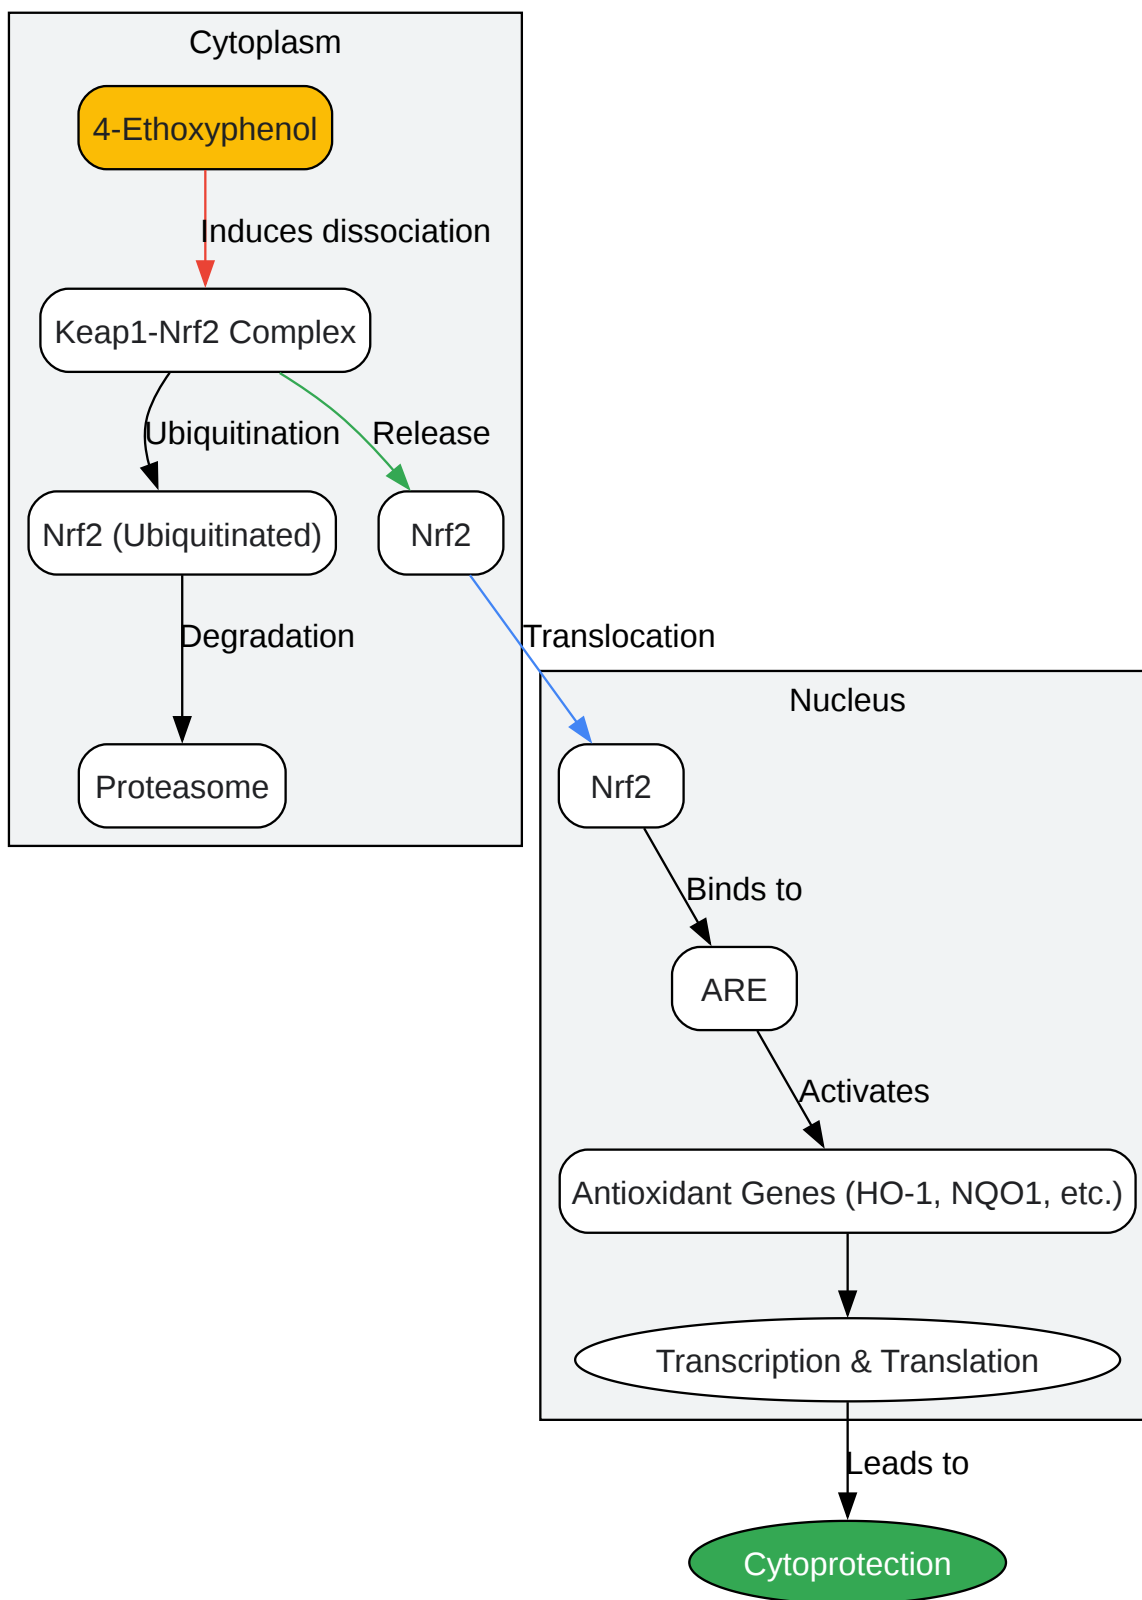 Cytoplasm
4-Ethoxyphenol
Induces dissociation
Keap1-Nrf2 Complex
Ubiquitination
Release
Nrf2 (Ubiquitinated)
Nrf2
Degradation
Translocation
Nucleus
Proteasome
Nrf2
Binds to
ARE
Activates
Antioxidant Genes (HO-1, NQO1, etc.)
Transcription & Translation
Leads to
Cytoprotection